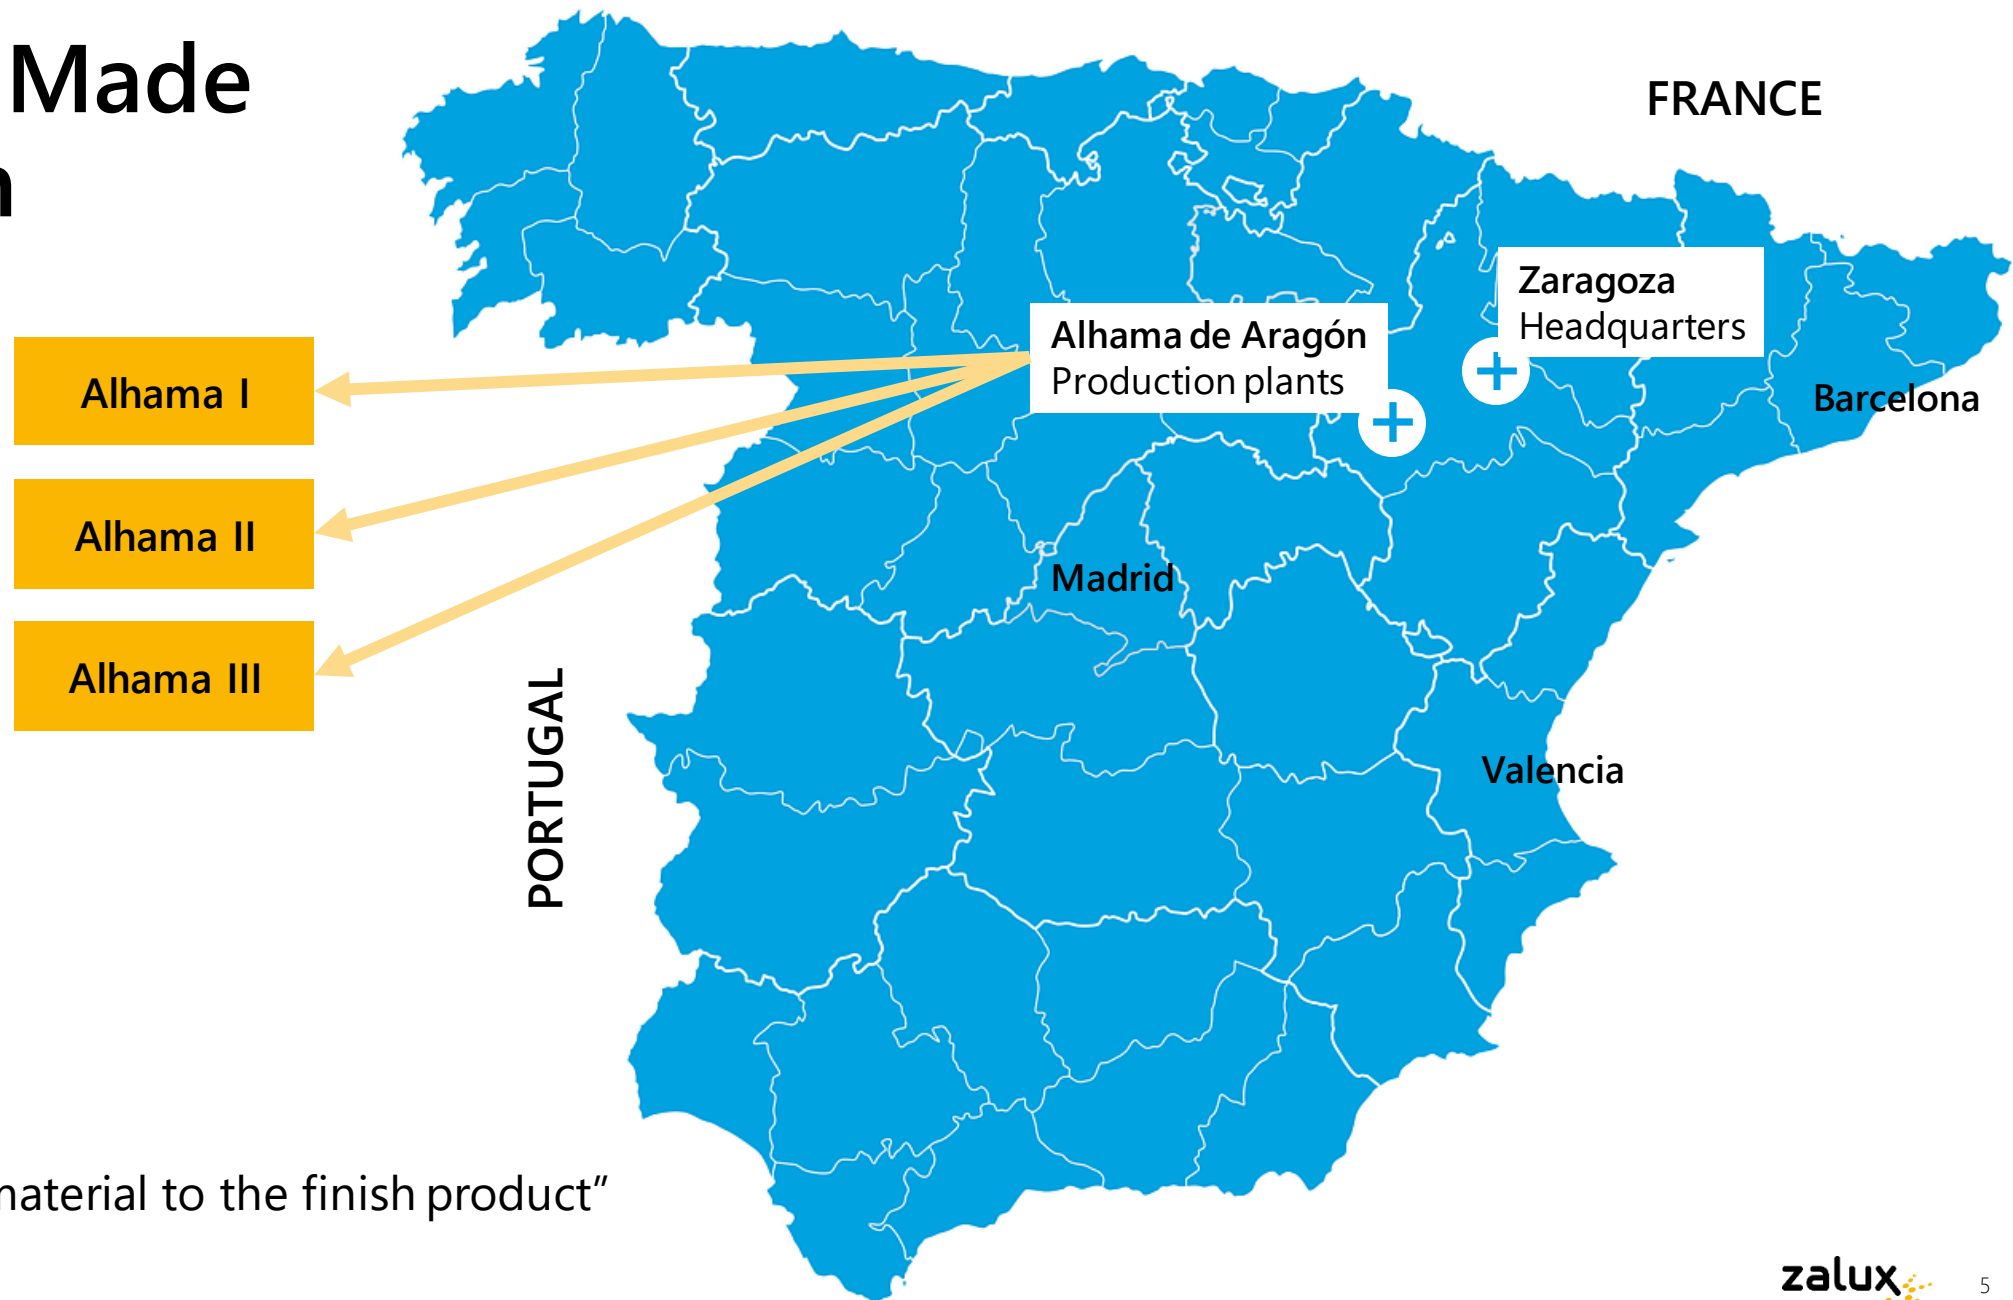 Made
n
FRANCE
Zaragoza
Headquarters
Alhama de Aragón
Production plants
Alhama I
Barcelona
Alhama II
Madrid
Alhama III
PORTUGAL
Valencia
material to the finish product”
zalux
5